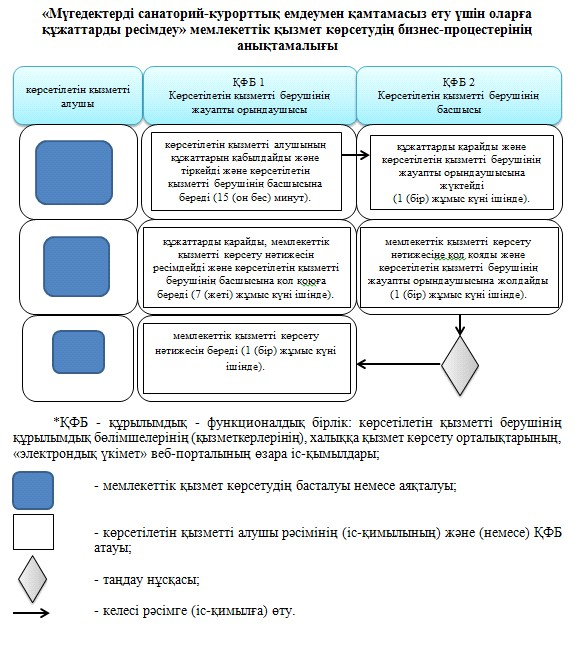 «Мүгедектерді санаторий-курорттық емдеумен қамтамасыз ету үшін оларға
құжаттарды ресімдеу» мемлекеттік қызмет көрсетудің бизнес-процестерінің
анықтамалығы
көрсетілетін қызметті
алушы
ҚФБ 1
Көрсетілетін қызметті берушінің
жауапты орындаушысы
ҚФБ 2
Көрсетілетін қызметті берушінің
басшысы
көрсетілетін қызметті алушының
құжаттарын қабылдайды және
тіркейді және көрсетілетін
қызметті берушінің басшысына
береді (15 (он бес) минут).
құжаттарды қарайды және
көрсетілетін қызметті берушінің
жауапты орындаушысына
жүктейді
(1 (бір) жұмыс күні ішінде).
құжаттарды қарайды, мемлекеттік
қызметті көрсету нәтижесін
ресімдейді және көрсетілетін қызметті
берушінің басшысына қол қоюға
береді (7 (жеті) жұмыс күні ішінде).
мемлекеттік қызметті көрсету
нәтижесіне қол қояды және
көрсетілетін қызметті берушінің
жауапты орындаушысына жолдайды
(1 (бір) жұмыс күні ішінде).
мемлекеттік қызметті көрсету
нәтижесін береді (1 (бір) жұмыс күні
ішінде).
*ҚФБ - құрылымдық - функционалдық бірлік: көрсетілетін қызметті берушінің
құрылымдық бөлімшелерінің (қызметкерлерінің), халыққа қызмет көрсету орталықтарының,
«электрондық үкімет» веб-порталының өзара іс-қимылдары;
- мемлекеттік қызмет көрсетудің басталуы немесе аяқталуы;
- көрсетілетін қызметті алушы рәсімінің (іс-қимылының) және (немесе) ҚФБ
атауы;
- таңдау нұсқасы;
- келесі рәсімге (іс-қимылға) өту.